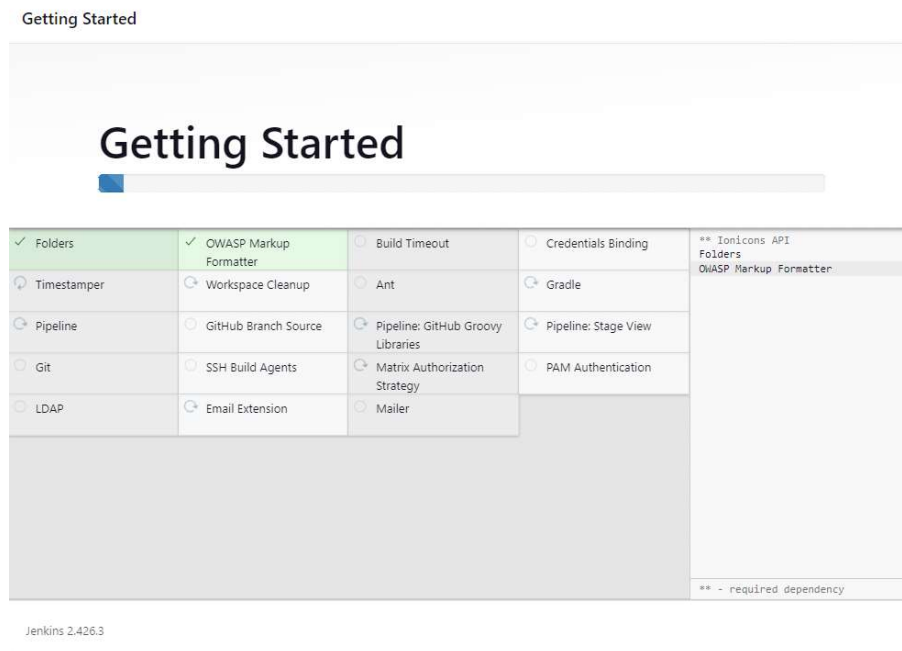 Getting Started
Getting Started
Folders
OWASP Markup
Formatter
Build Timeout
Credentials Binding
Timestamper
Workspace Cleanup
Ant
Gradle
Pipeline
GitHub Branch Source
Pipeline: GitHub Groovy
Libraries
Pipeline: Stage View
Git
SSH Build Agents
Matrix Authorization
Strategy
PAM Authentication
LDAP
Email Extension
Mailer
** Ionicons API
Folders
OWASP Markup Formatter
** - required dependency
Jenkins 2.426.3